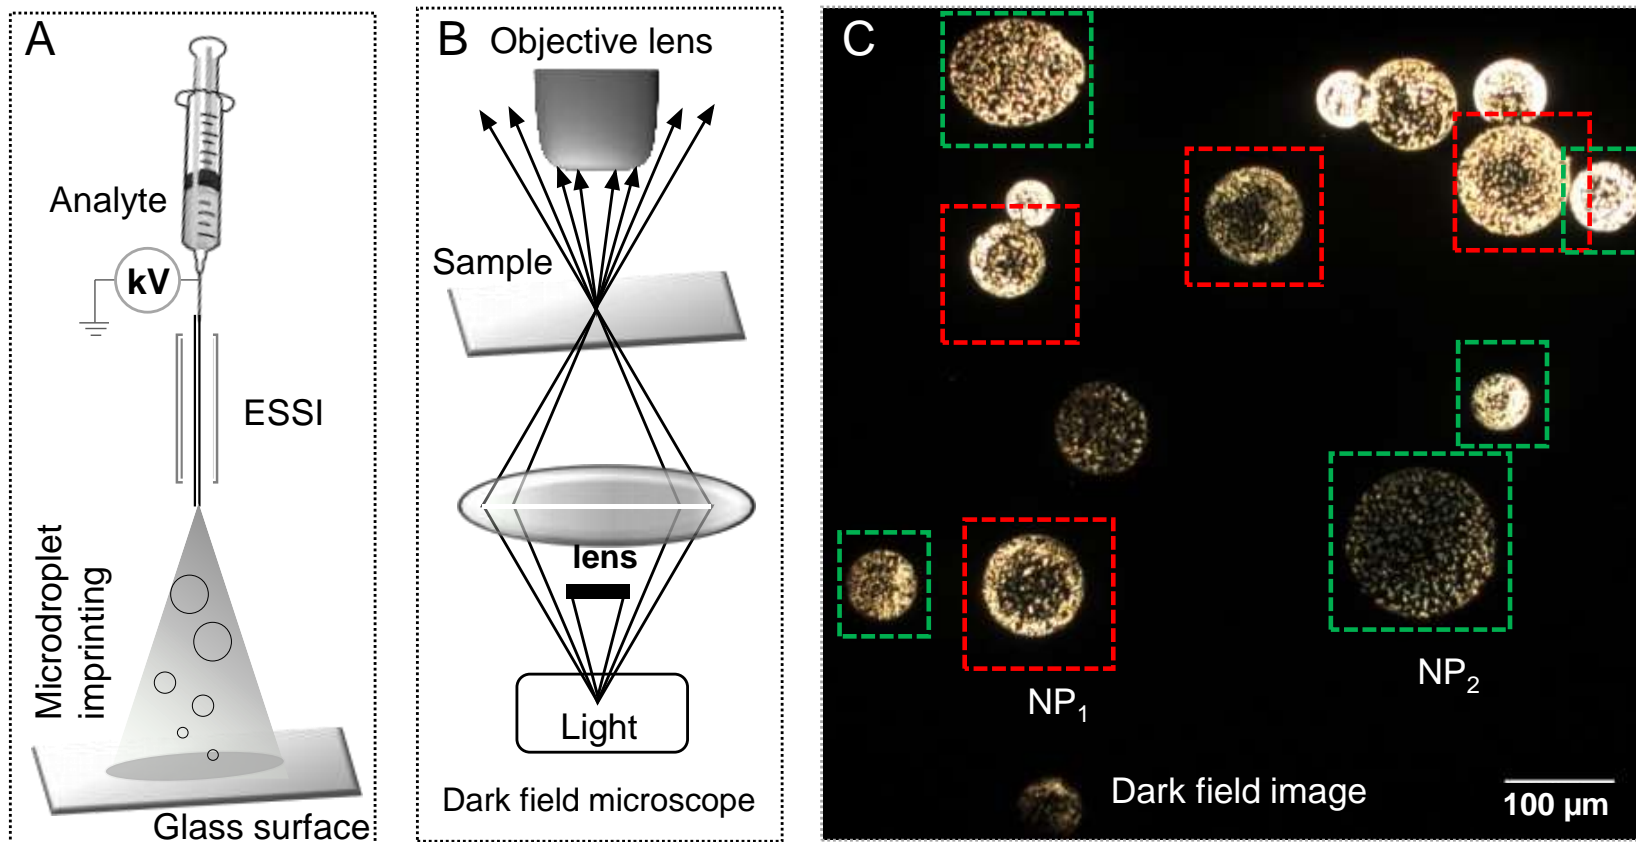 A
Analyte
kV
ESSI
Microdroplet
imprinting
Glass surface
B
Objective lens
Sample
lens
Light
Dark field microscope
C
NP₁
NP₂
Dark field image
100 µm